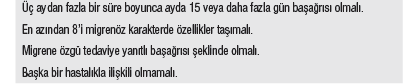 Üç aydan fazla bir süre boyunca ayda 15 veya daha fazla gün başağrısı olmalı.
En azından 8'i migrenöz karakterde özellikler taşımalı.
Migrene özgü tedaviye yanıtlı başağrısı şeklinde olmalı.
Başka bir hastalıkla ilişkili olmamalı.